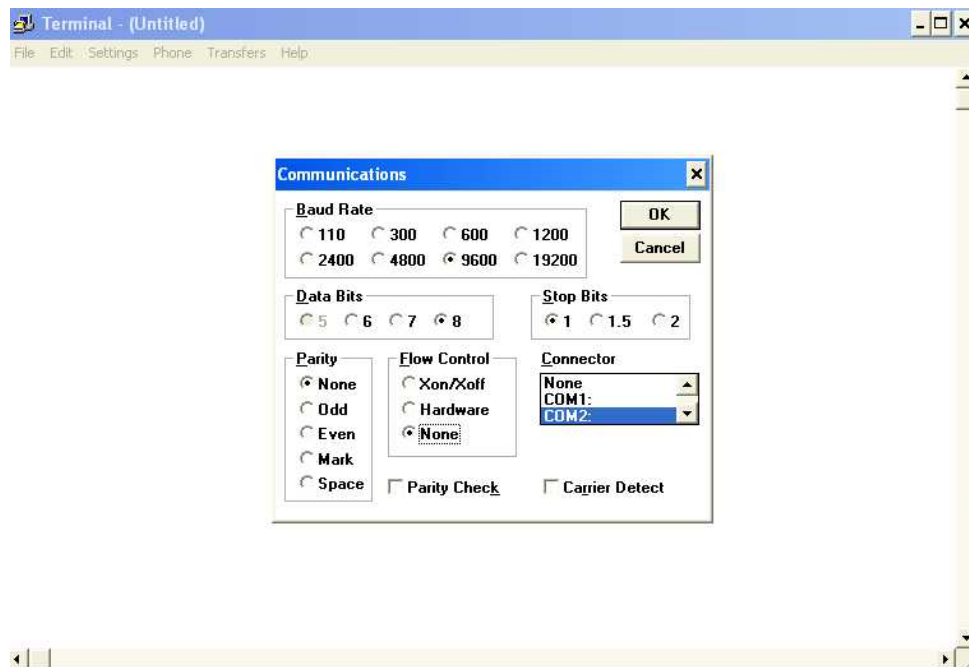 Terminal - (Untitled)
File Edit Settings Phone Transfers Help
Communications
Baud Rate
110 300 600 1200
2400 4800 9600 19200
OK
Cancel
Data Bits
5 6 7 8
Stop Bits
1 1.5 2
Parity
None
Odd
Even
Mark
Space
Flow Control
Xon/Xoff
Hardware
None
Connector
None
COM1:
COM2:
Parity Check
Carrier Detect